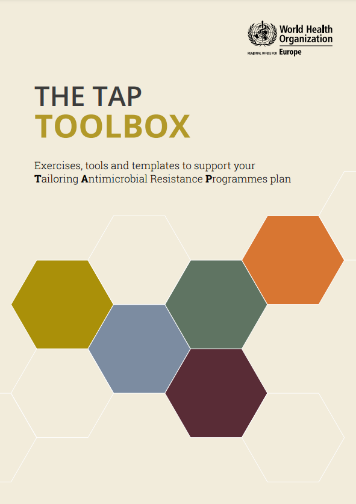 World Health
Organization
Europe
THE TAP
TOOLBOX
Exercises, tools and templates to support your
Tailoring Antimicrobial Resistance Programmes plan